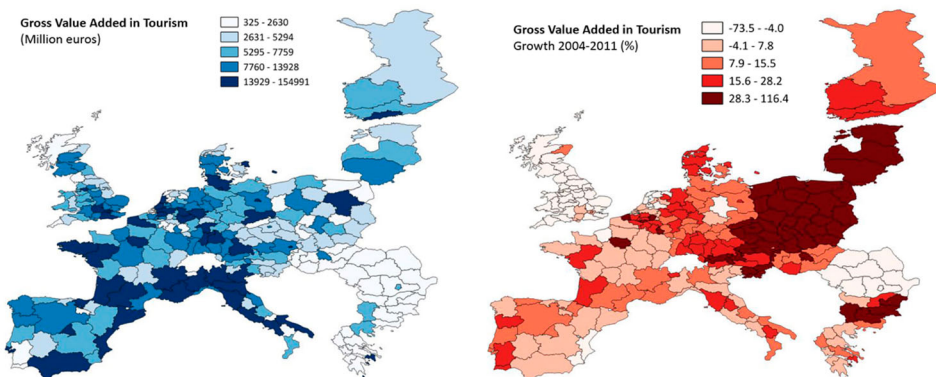 Gross Value Added in Tourism
(Million euros)
325 - 2630
2631 - 5294
5295 - 7759
7760 - 13928
13929 - 154991
Gross Value Added in Tourism
Growth 2004-2011 (%)
-73.5 - -4.0
-4.1 - 7.8
7.9 - 15.5
15.6 - 28.2
28.3 - 116.4